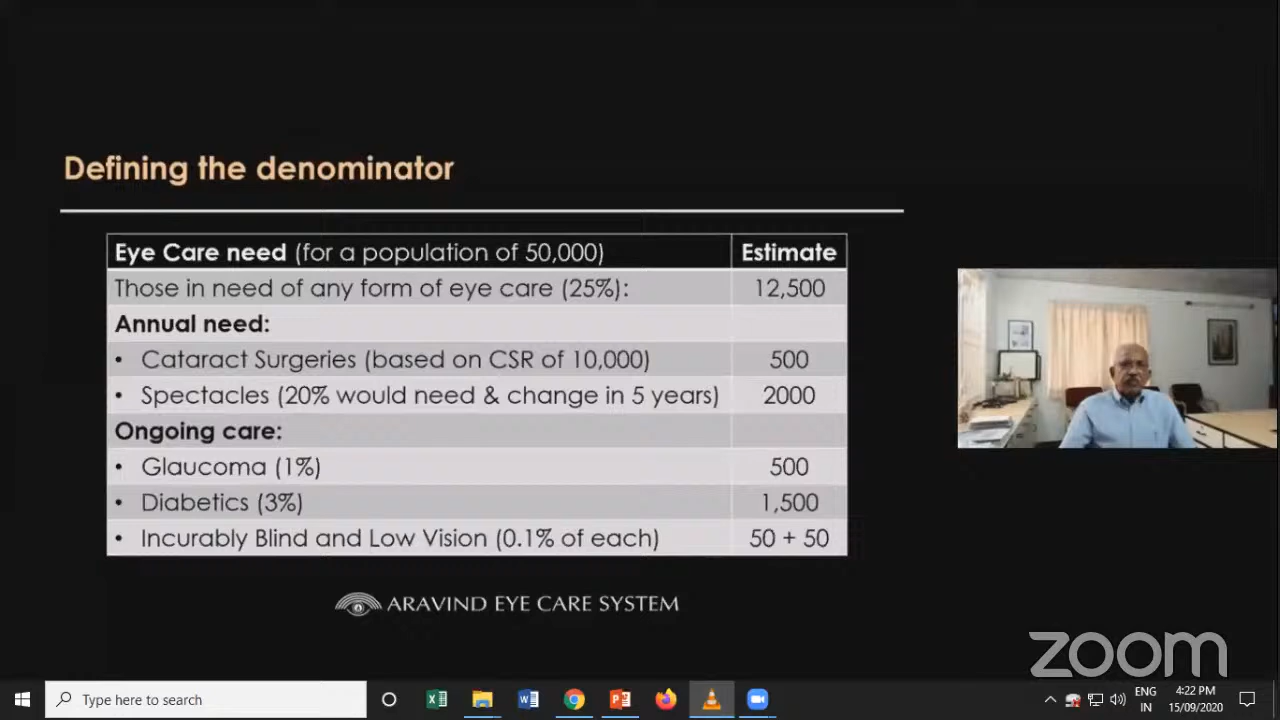 Defining the denominator
Eye Care need (for a population of 50,000) Estimate
Those in need of any form of eye care (25%): 12,500
Annual need:
• Cataract Surgeries (based on CSR of 10,000) 500
• Spectacles (20% would need & change in 5 years) 2000
Ongoing care:
• Glaucoma (1%) 500
• Diabetics (3%) 1,500
• Incurably Blind and Low Vision (0.1% of each) 50 + 50
ARAVIND EYE CARE SYSTEM
zoom
Type here to search
ENG
IN
4:22 PM
15/09/2020